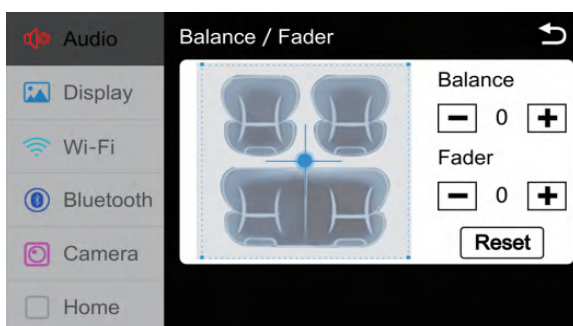 Audio
Display
Wi-Fi
Bluetooth
Camera
Home
Balance / Fader
Balance
0
Fader
0
Reset